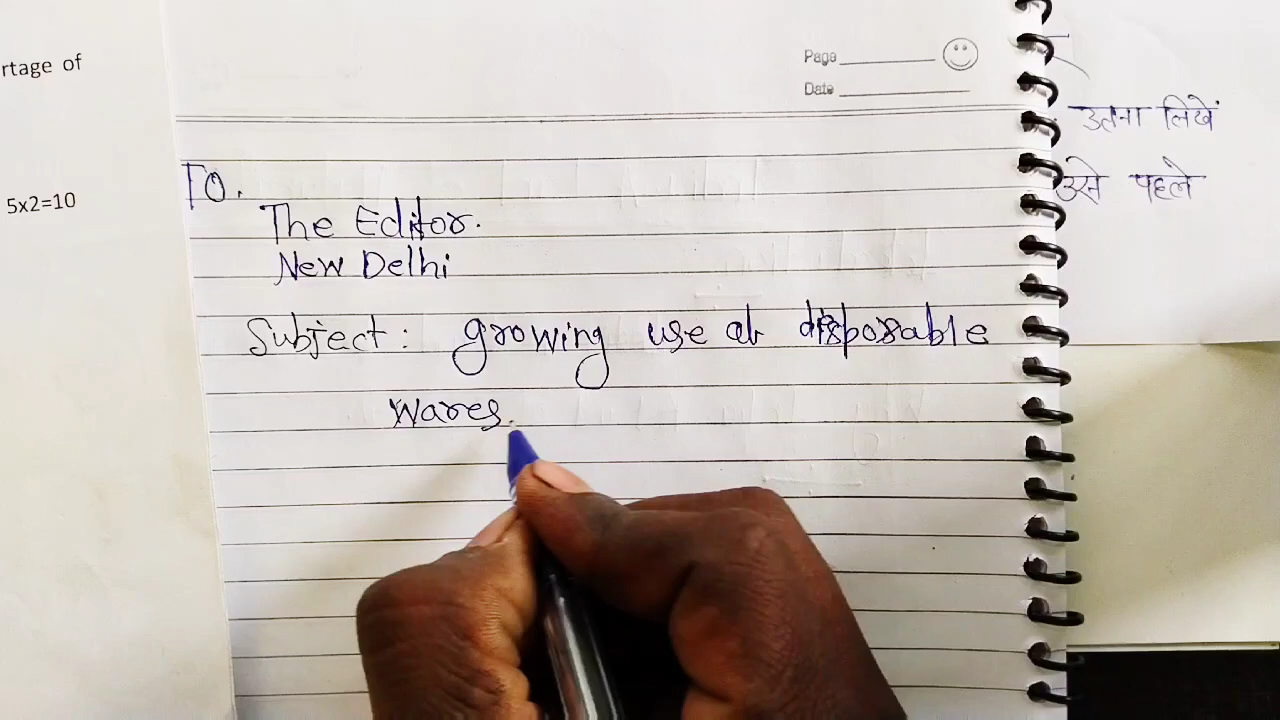 rtage of
5x2=10
Page
Date
TO.
The Editor.
New Delhi
Subject: growing use of disposable
wares.
उतना लिखें
उसे पहले